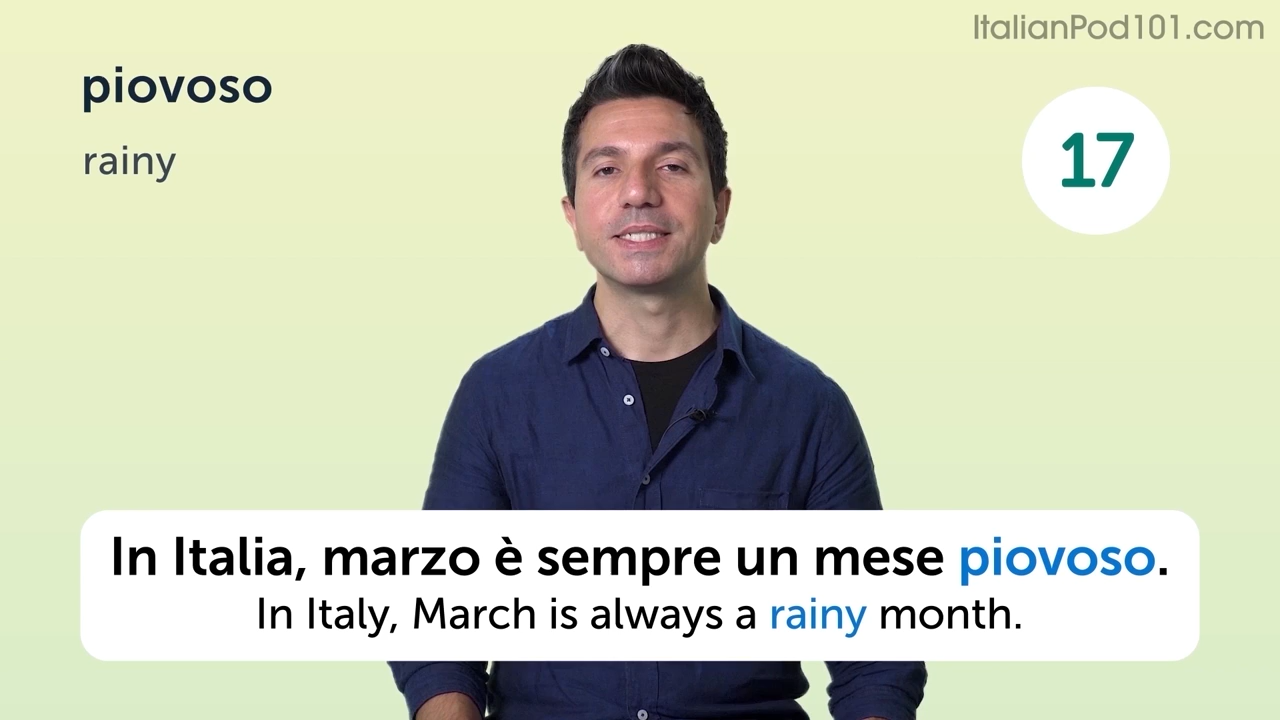 ItalianPod101.com
piovoso
rainy
17
In Italia, marzo è sempre un mese piovoso.
In Italy, March is always a rainy month.